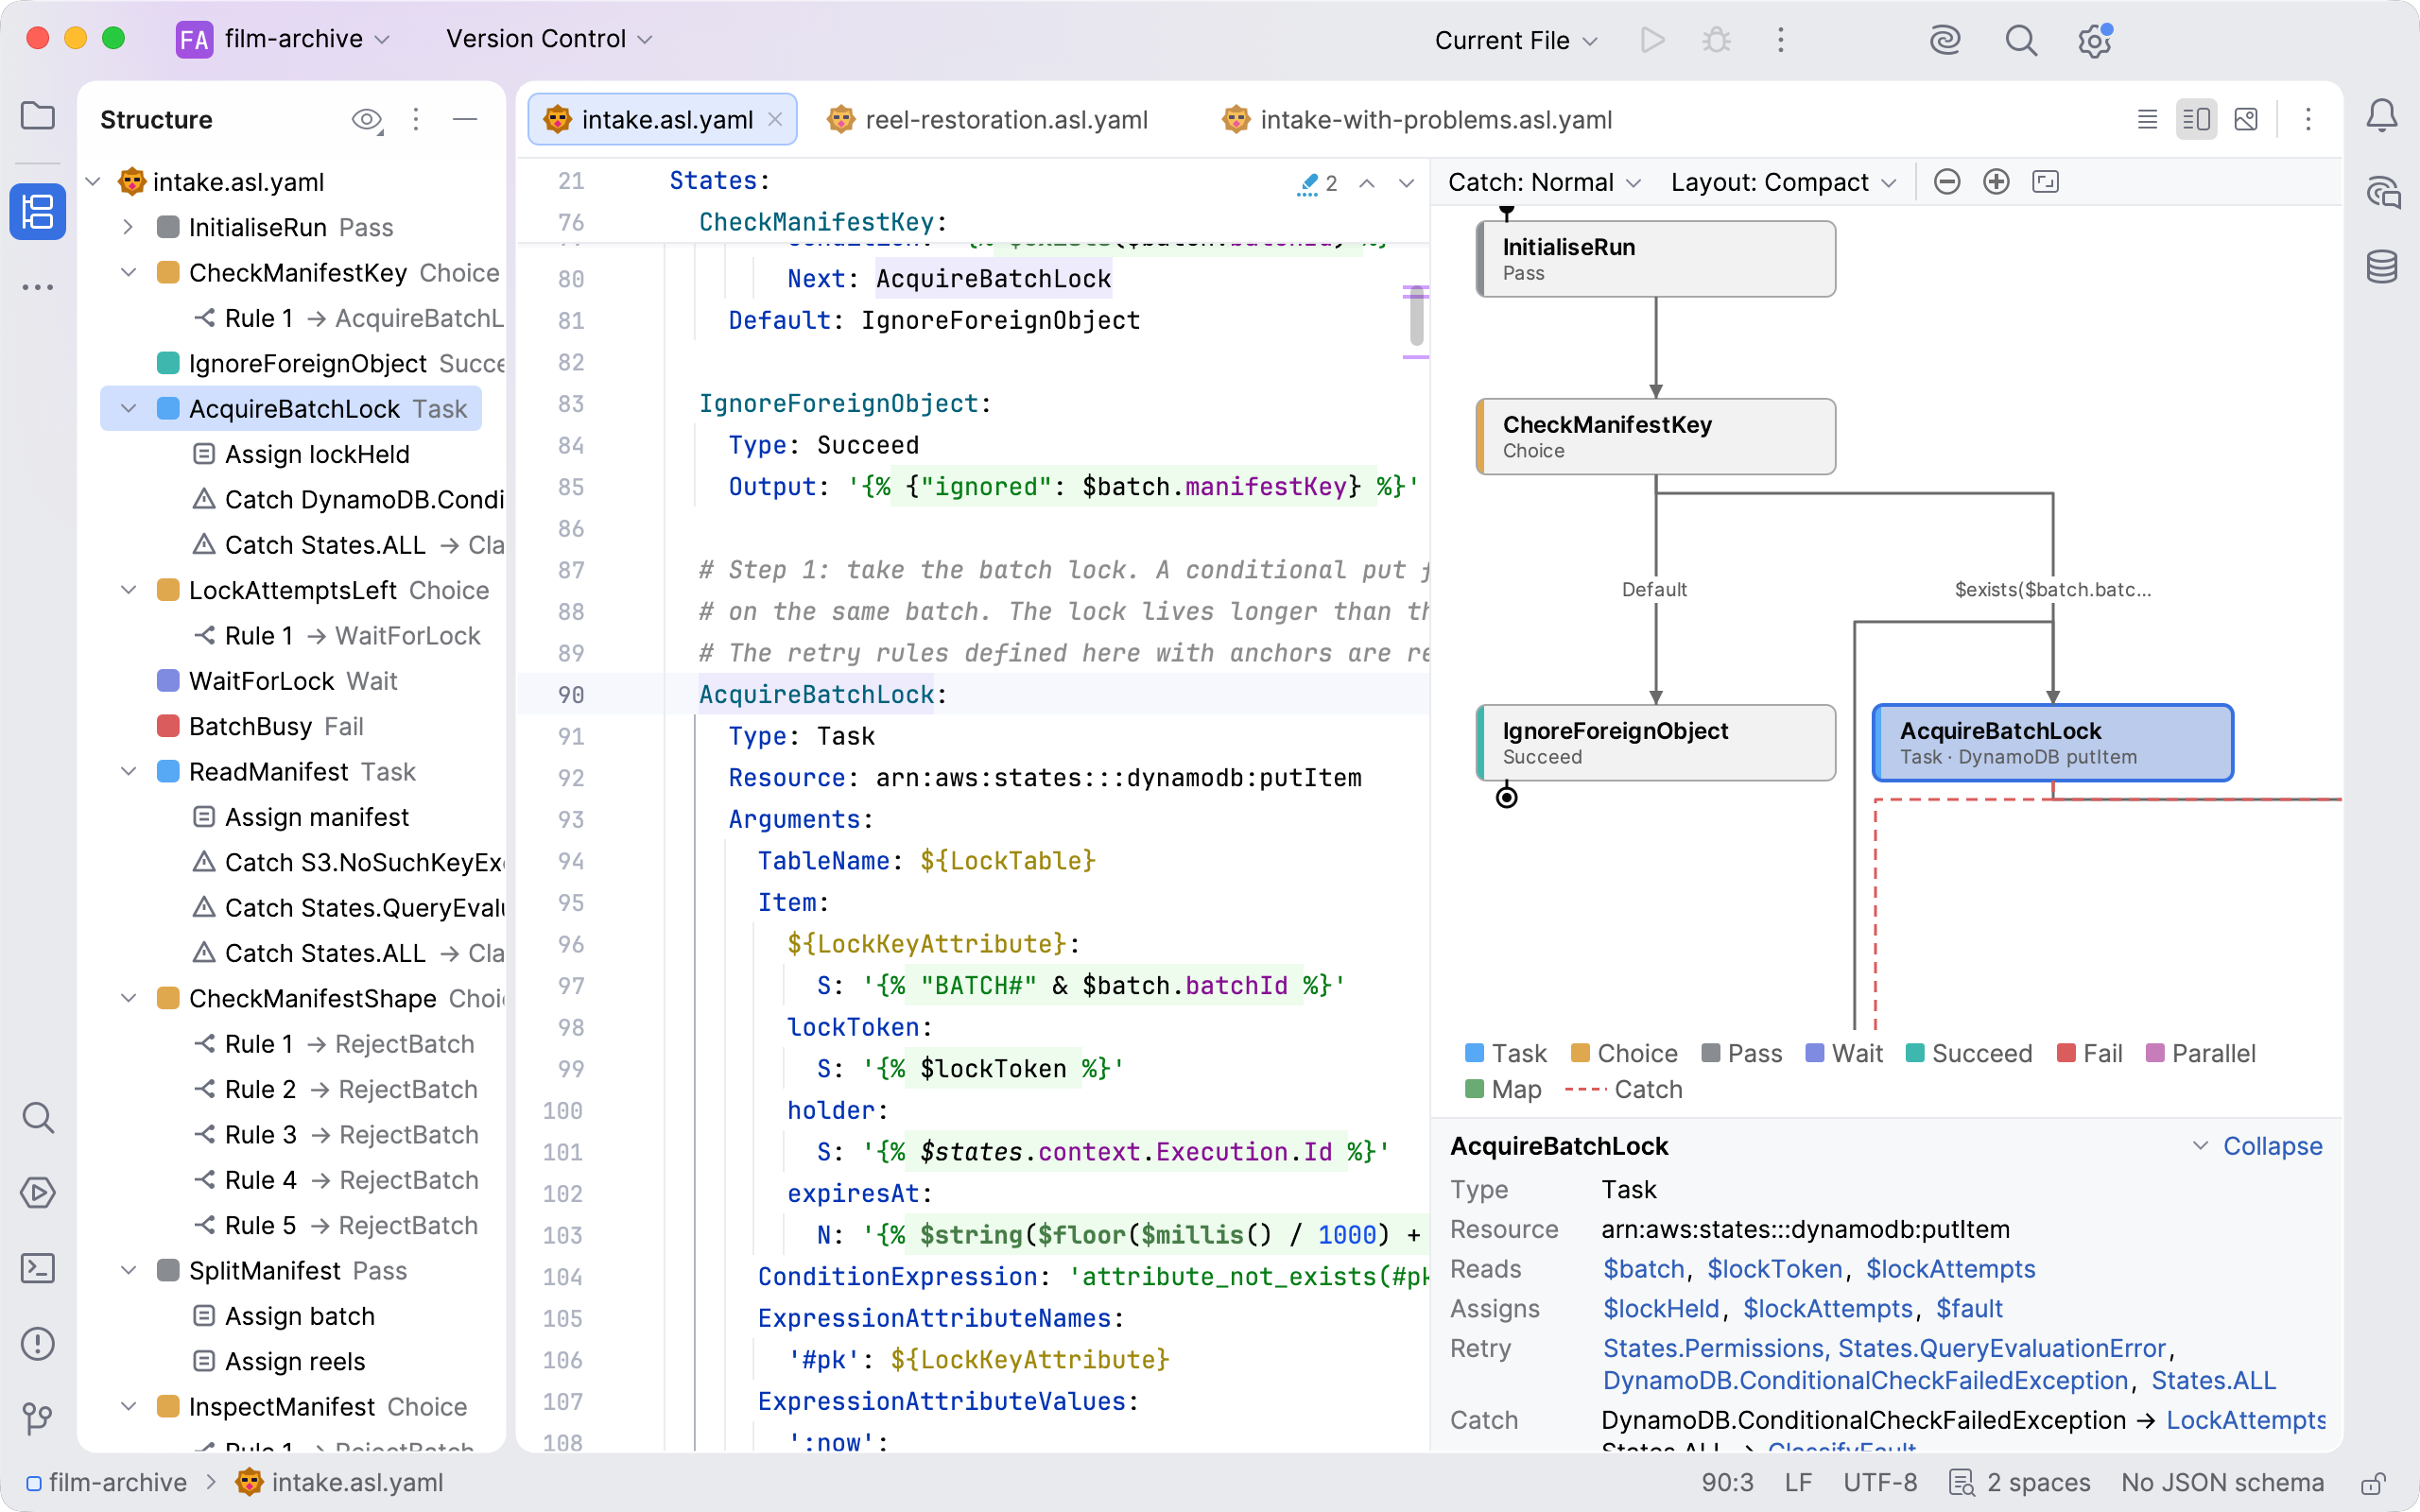 FA film-archive
Version Control
Current File
Structure
intake.asl.yaml
InitialiseRun Pass
CheckManifestKey Choice
Rule 1 → AcquireBatchL
IgnoreForeignObject Succe
AcquireBatchLock Task
Assign lockHeld
Catch DynamoDB.Condi
Catch States.ALL → Cla
LockAttemptsLeft Choice
Rule 1 → WaitForLock
WaitForLock Wait
BatchBusy Fail
ReadManifest Task
Assign manifest
Catch S3.NoSuchKeyEx
Catch States.QueryEvalu
Catch States.ALL → Cla
CheckManifestShape Choi
Rule 1 → RejectBatch
Rule 2 → RejectBatch
Rule 3 → RejectBatch
Rule 4 → RejectBatch
Rule 5 → RejectBatch
SplitManifest Pass
Assign batch
Assign reels
InspectManifest Choice
Rule 1 → RejectBatch
intake.asl.yaml
reel-restoration.asl.yaml
intake-with-problems.asl.yaml
2
21 States:
76 CheckManifestKey:
Condition: '{% $exists($batch.batchId) %}'
80 Next: AcquireBatchLock
81 Default: IgnoreForeignObject
82
83 IgnoreForeignObject:
84 Type: Succeed
85 Output: '{% {"ignored": $batch.manifestKey} %}'
86
87 # Step 1: take the batch lock. A conditional put
88 # on the same batch. The lock lives longer than th
89 # The retry rules defined here with anchors are re
90 AcquireBatchLock:
91 Type: Task
92 Resource: arn:aws:states:::dynamodb:putItem
93 Arguments:
94 TableName: ${LockTable}
95 Item:
96 ${LockKeyAttribute}:
97 S: '{% "BATCH#" & $batch.batchId %}'
98 lockToken:
99 S: '{% $lockToken %}'
100 holder:
101 S: '{% $states.context.Execution.Id %}'
102 expiresAt:
103 N: '{% $string($floor($millis() / 1000) +
104 ConditionExpression: 'attribute_not_exists(#pk
105 ExpressionAttributeNames:
106 '#pk': ${LockKeyAttribute}
107 ExpressionAttributeValues:
108 ':now':
Catch: Normal
Layout: Compact
InitialiseRun
Pass
CheckManifestKey
Choice
Default
$exists($batch.batc...
IgnoreForeignObject
Succeed
AcquireBatchLock
Task · DynamoDB putItem
Task Choice Pass Wait Succeed Fail Parallel
Map Catch
AcquireBatchLock
Collapse
Type Task
Resource arn:aws:states:::dynamodb:putItem
Reads $batch, $lockToken, $lockAttempts
Assigns $lockHeld, $lockAttempts, $fault
Retry States.Permissions, States.QueryEvaluationError,
DynamoDB.ConditionalCheckFailedException, States.ALL
Catch DynamoDB.ConditionalCheckFailedException → LockAttempts
States.ALL → ClassifyFault
film-archive > intake.asl.yaml
90:3 LF UTF-8 2 spaces No JSON schema